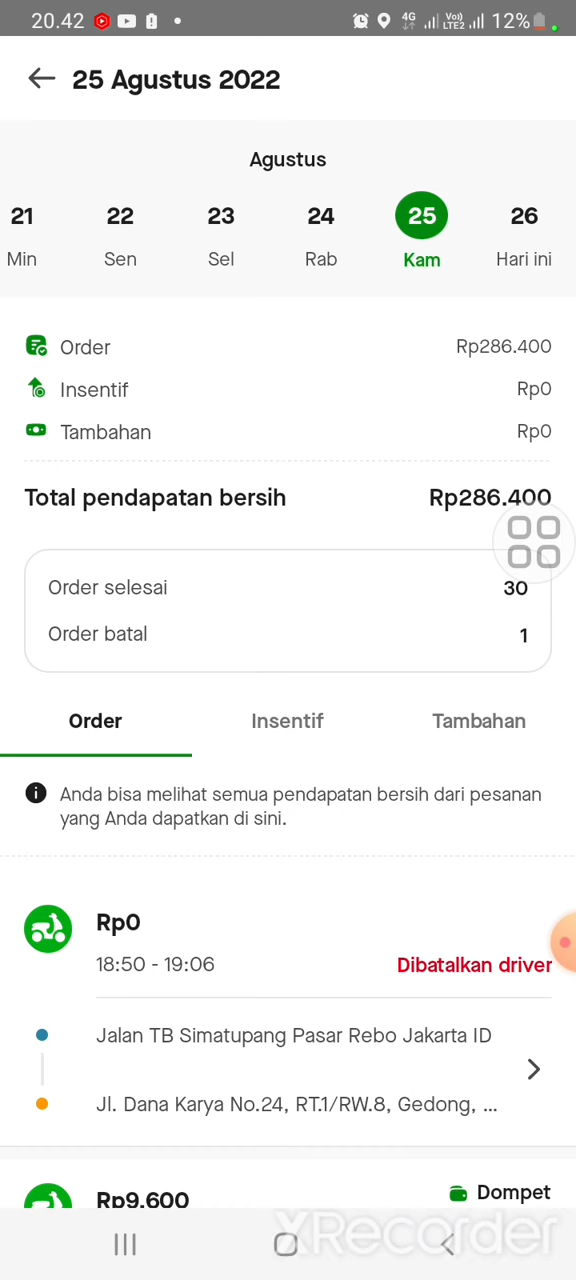 20.42 4G Vo)) LTE2 12%
25 Agustus 2022
Agustus
21 22 23 24 25 26
Min Sen Sel Rab Kam Hari ini
Order Rp286.400
Insentif Rp0
Tambahan Rp0
Total pendapatan bersih Rp286.400
Order selesai 30
Order batal 1
Order Insentif Tambahan
Anda bisa melihat semua pendapatan bersih dari pesanan
yang Anda dapatkan di sini.
Rp0
18:50 - 19:06 Dibatalkan driver
Jalan TB Simatupang Pasar Rebo Jakarta ID
Jl. Dana Karya No.24, RT.1/RW.8, Gedong, ...
Rp9.600 Dompet
XRecorder